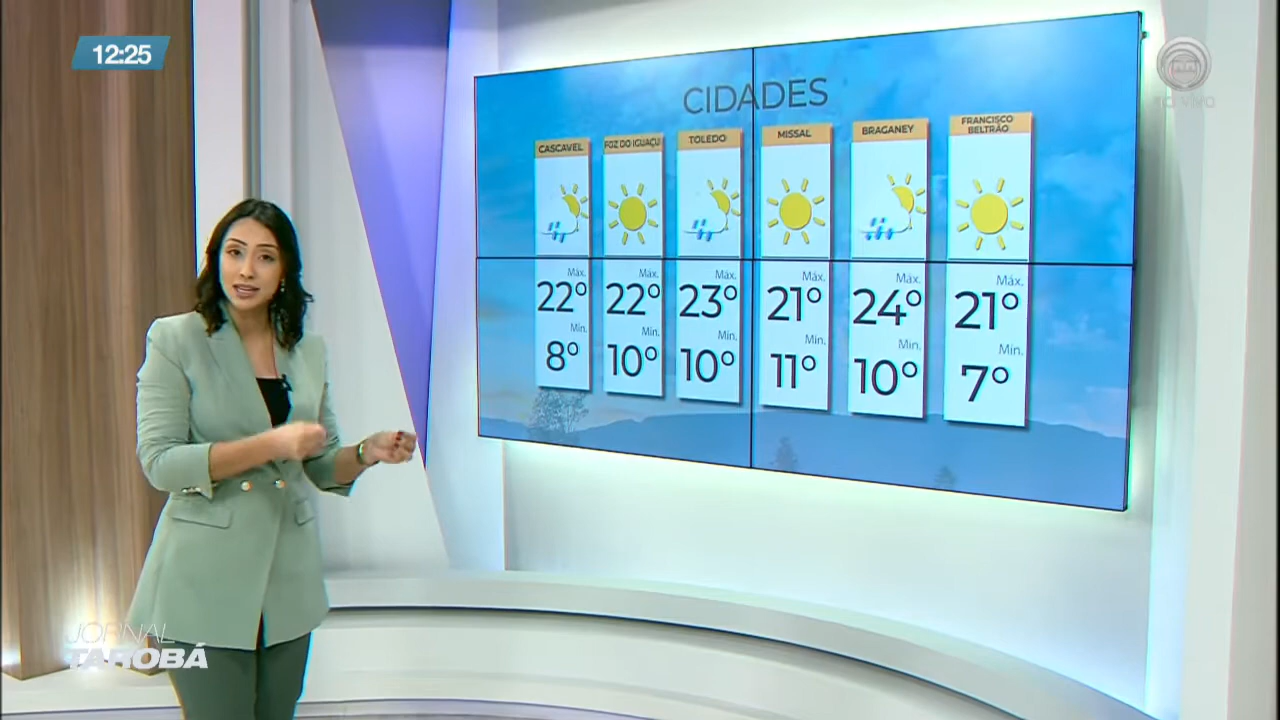 12:25
ao vivo
CIDADES
CASCAVEL
Máx.
22°
Mín.
8°
FOZ DO IGUAÇU
Máx.
22°
Mín.
10°
TOLEDO
Máx.
23°
Mín.
10°
MISSAL
Máx.
21°
Mín.
11°
BRAGANEY
Máx.
24°
Mín.
10°
FRANCISCO
BELTRÃO
Máx.
21°
Mín.
7°
JORNAL
TAROBÁ